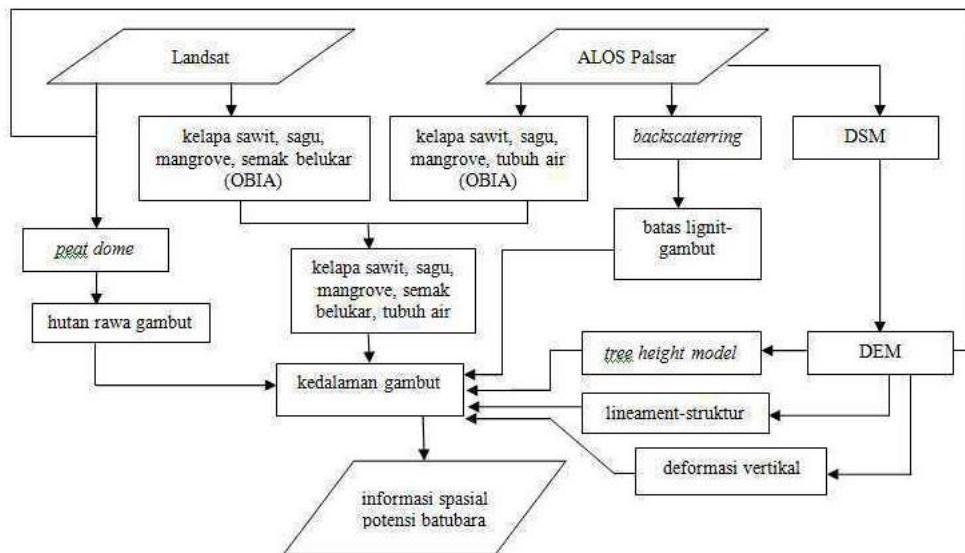 Landsat
ALOS Palsar
kelapa sawit, sagu,
mangrove, semak belukar
(OBIA)
kelapa sawit, sagu,
mangrove, tubuh air
(OBIA)
backscaterring
DSM
peat dome
batas lignit-
gambut
kelapa sawit, sagu,
mangrove, semak
belukar, tubuh air
hutan rawa gambut
tree height model
DEM
kedalaman gambut
lineament-struktur
deformasi vertikal
informasi spasial
potensi batubara